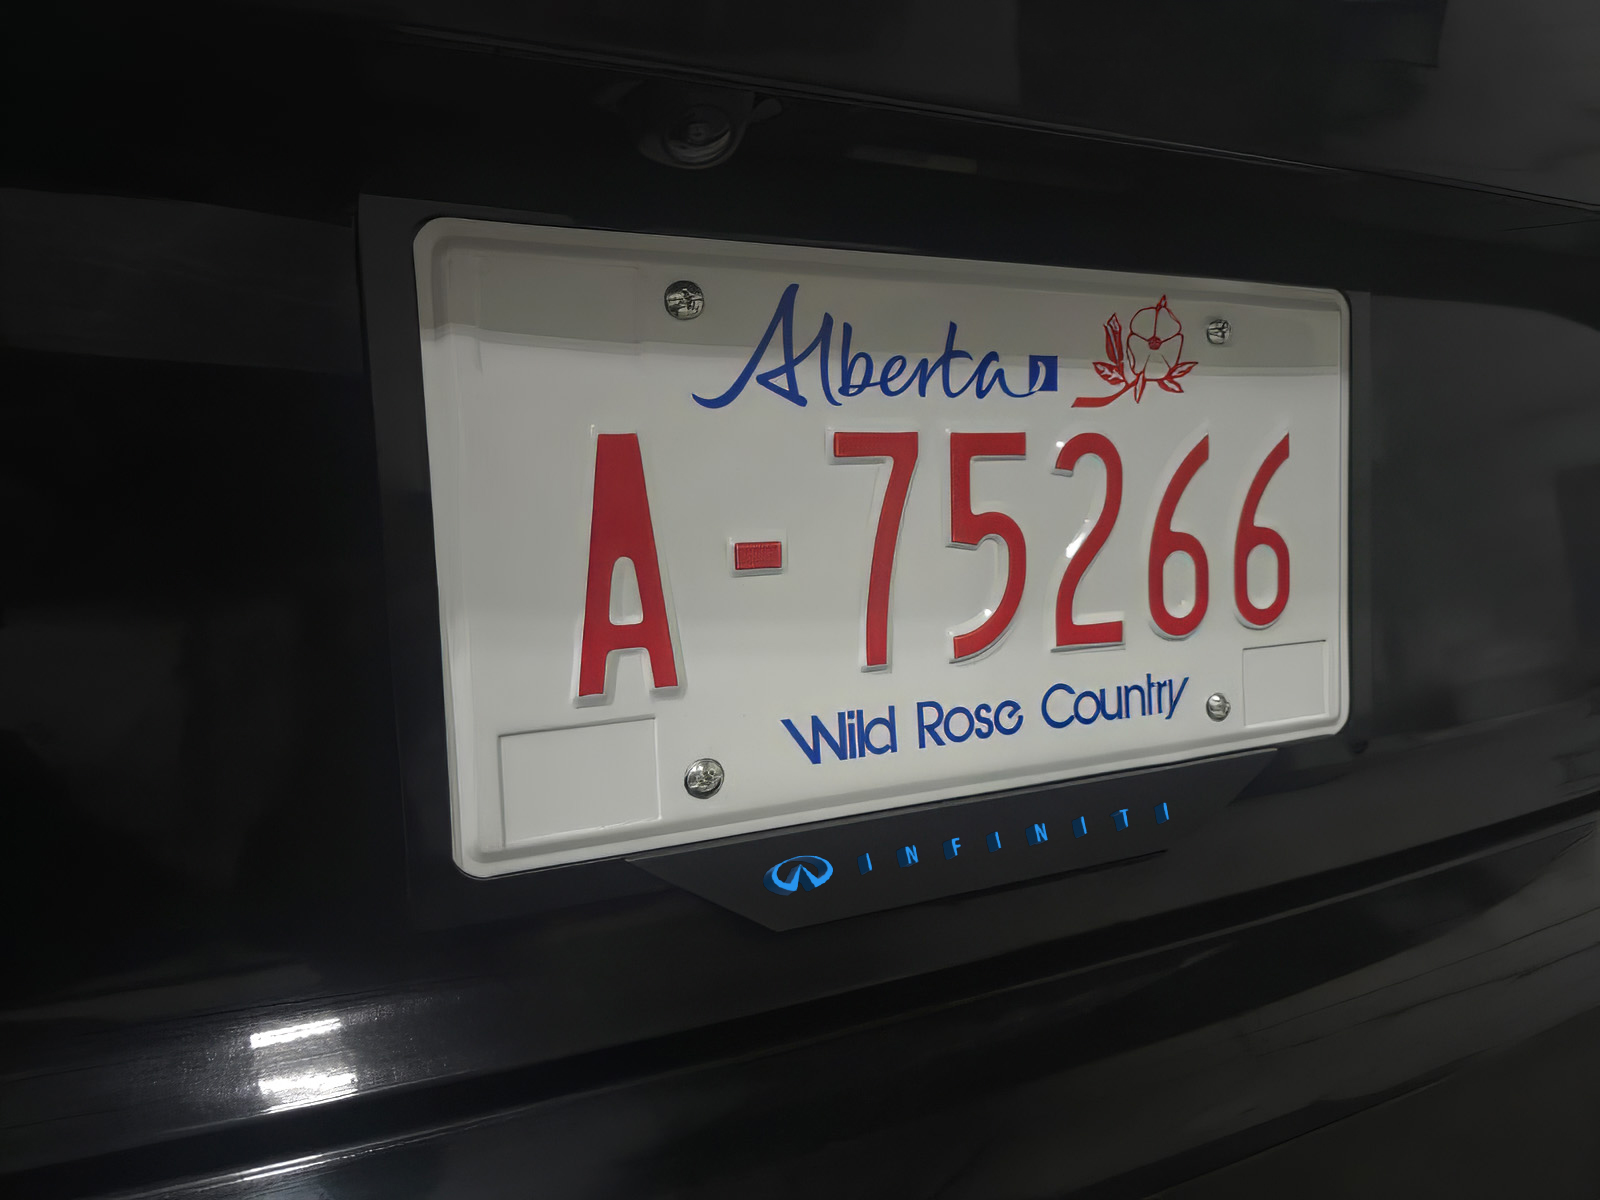 Alberta
A-75266
Wild Rose Country
INFINITI